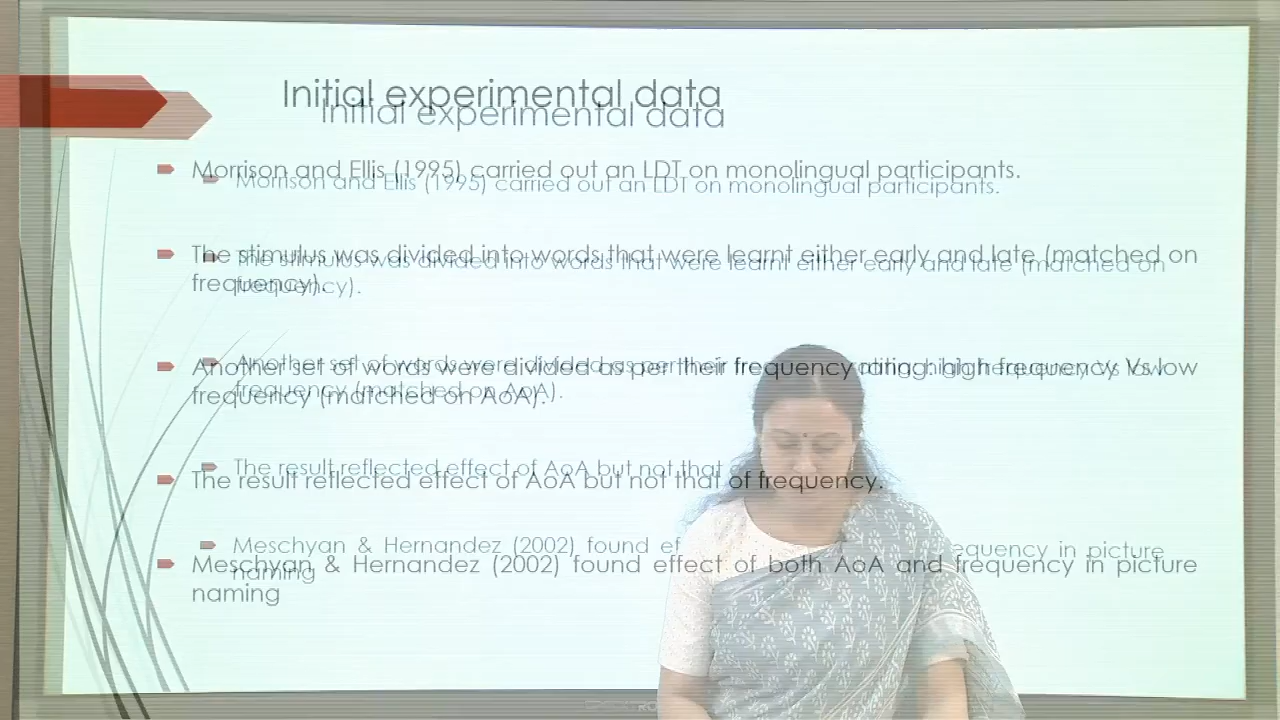 Initial experimental data
Morrison and Ellis (1995) carried out an LDT on monolingual participants.
The stimulus was divided into words that were learnt either early and late (matched on
frequency).
Another set of words were divided as per their frequency rating: high frequency Vs low
frequency (matched on AoA).
The result reflected effect of AoA but not that of frequency.
Meschyan & Hernandez (2002) found effect of both AoA and frequency in picture
naming